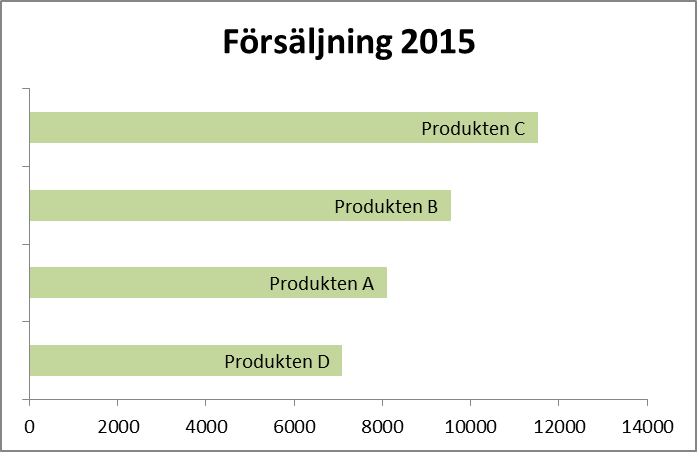 Försäljning 2015
Produkten C
Produkten B
Produkten A
Produkten D
0 2000 4000 6000 8000 10000 12000 14000